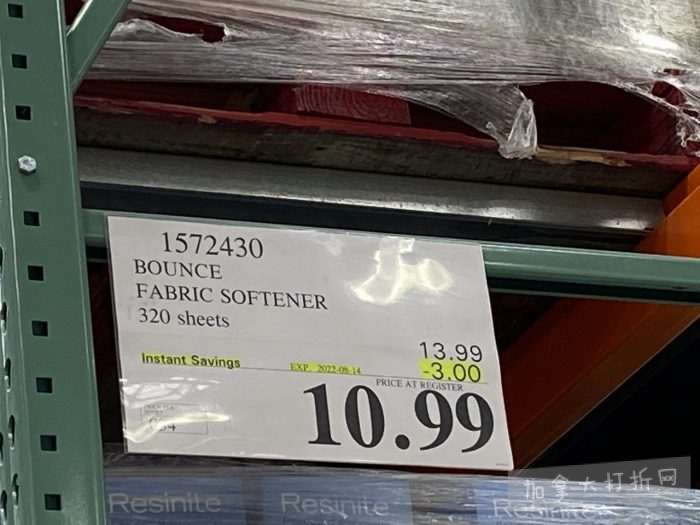 1572430
BOUNCE
FABRIC SOFTENER
320 sheets
13.99
Instant Savings EXP. 2022-08-14 -3.00
PRICE AT REGISTER
10.99
Resinite Resinite Resinite
加拿大打折网